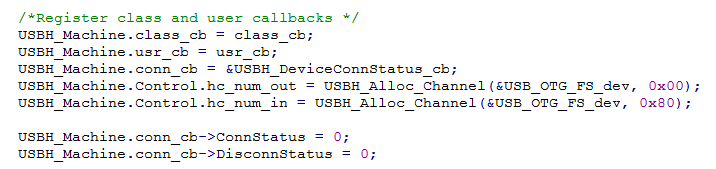 /*Register class and user callbacks */
USBH_Machine.class_cb = class_cb;
USBH_Machine.usr_cb = usr_cb;
USBH_Machine.conn_cb = &USBH_DeviceConnStatus_cb;
USBH_Machine.Control.hc_num_out = USBH_Alloc_Channel(&USB_OTG_FS_dev, 0x00);
USBH_Machine.Control.hc_num_in = USBH_Alloc_Channel(&USB_OTG_FS_dev, 0x80);
USBH_Machine.conn_cb->ConnStatus = 0;
USBH_Machine.conn_cb->DisconnStatus = 0;